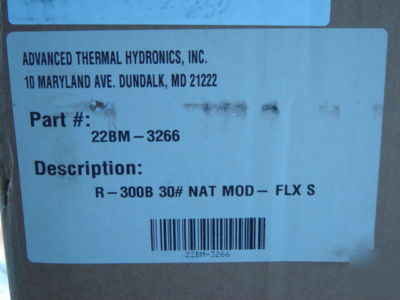 ADVANCED THERMAL HYDRONICS, INC.
10 MARYLAND AVE. DUNDALK, MD 21222
Part #:
22BM-3266
Description:
R-300B 30# NAT MOD- FLX S
22BM-3266